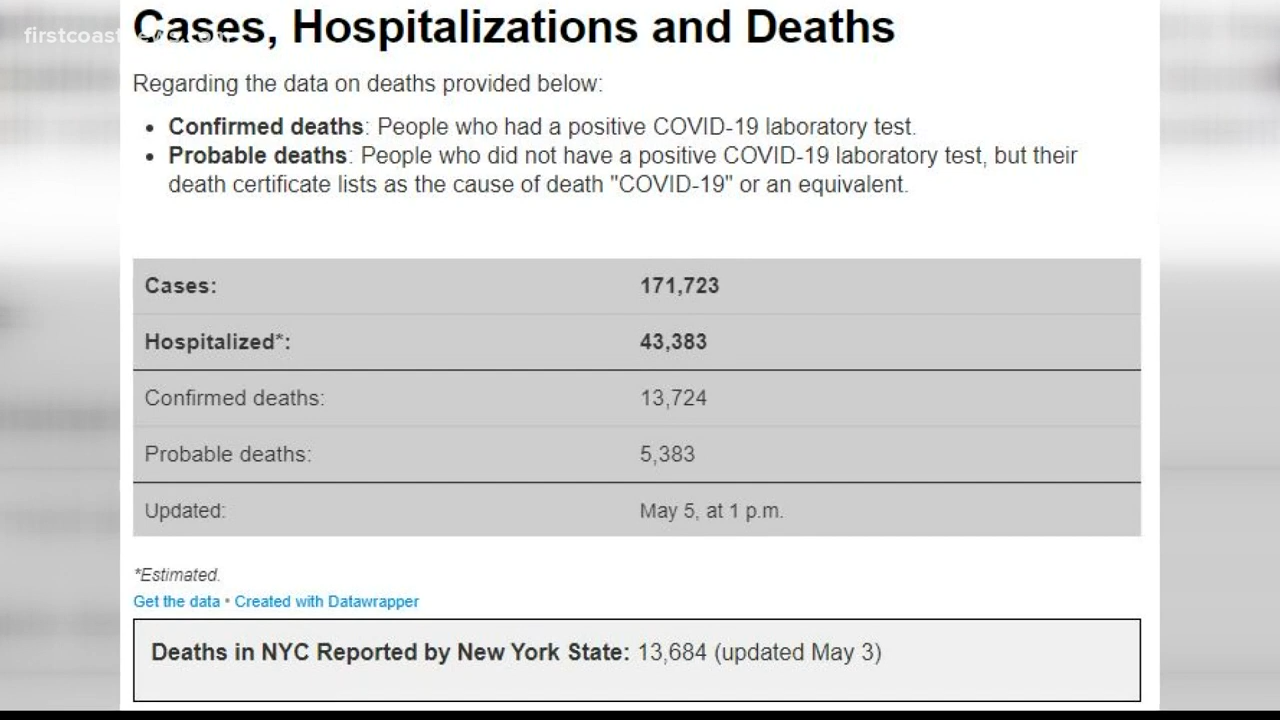 Cases, Hospitalizations and Deaths
firstcoastnews.com
Regarding the data on deaths provided below:
• Confirmed deaths: People who had a positive COVID-19 laboratory test.
• Probable deaths: People who did not have a positive COVID-19 laboratory test, but their
death certificate lists as the cause of death "COVID-19" or an equivalent.
Cases: 171,723
Hospitalized*: 43,383
Confirmed deaths: 13,724
Probable deaths: 5,383
Updated: May 5, at 1 p.m.
*Estimated.
Get the data • Created with Datawrapper
Deaths in NYC Reported by New York State: 13,684 (updated May 3)